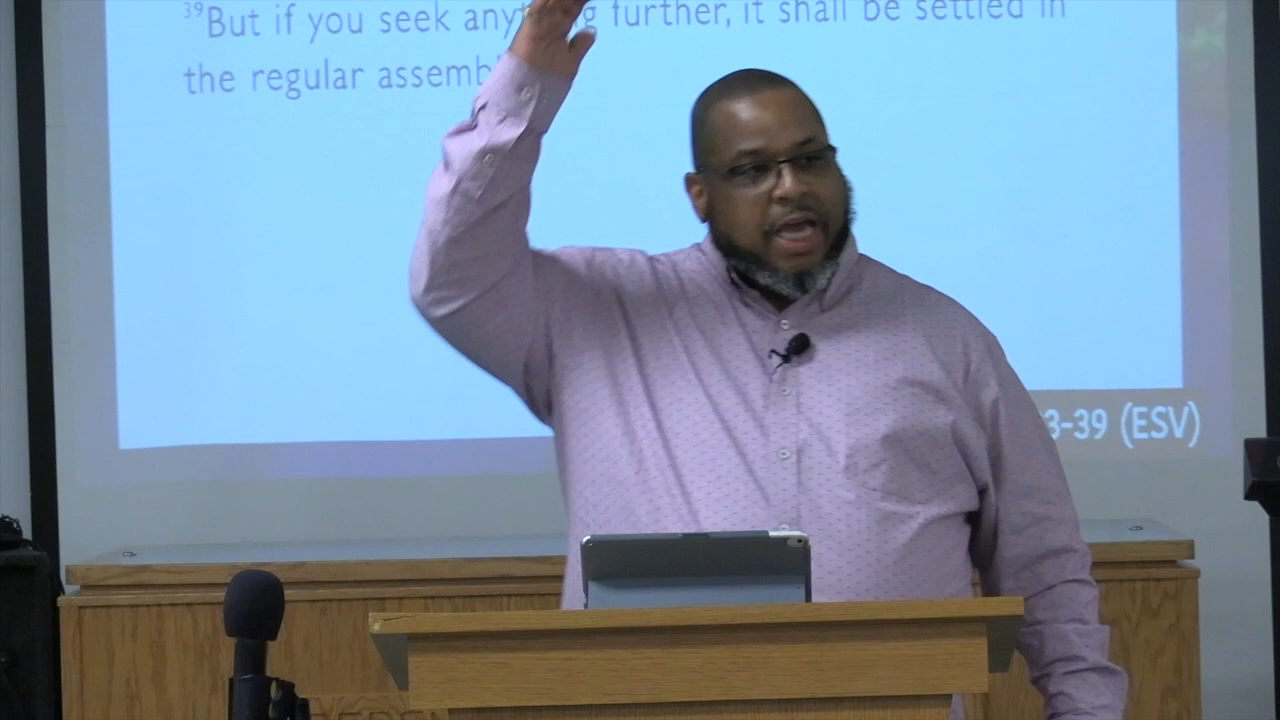 39But if you seek any g further, it shall be settled in
the regular assemb
3-39 (ESV)